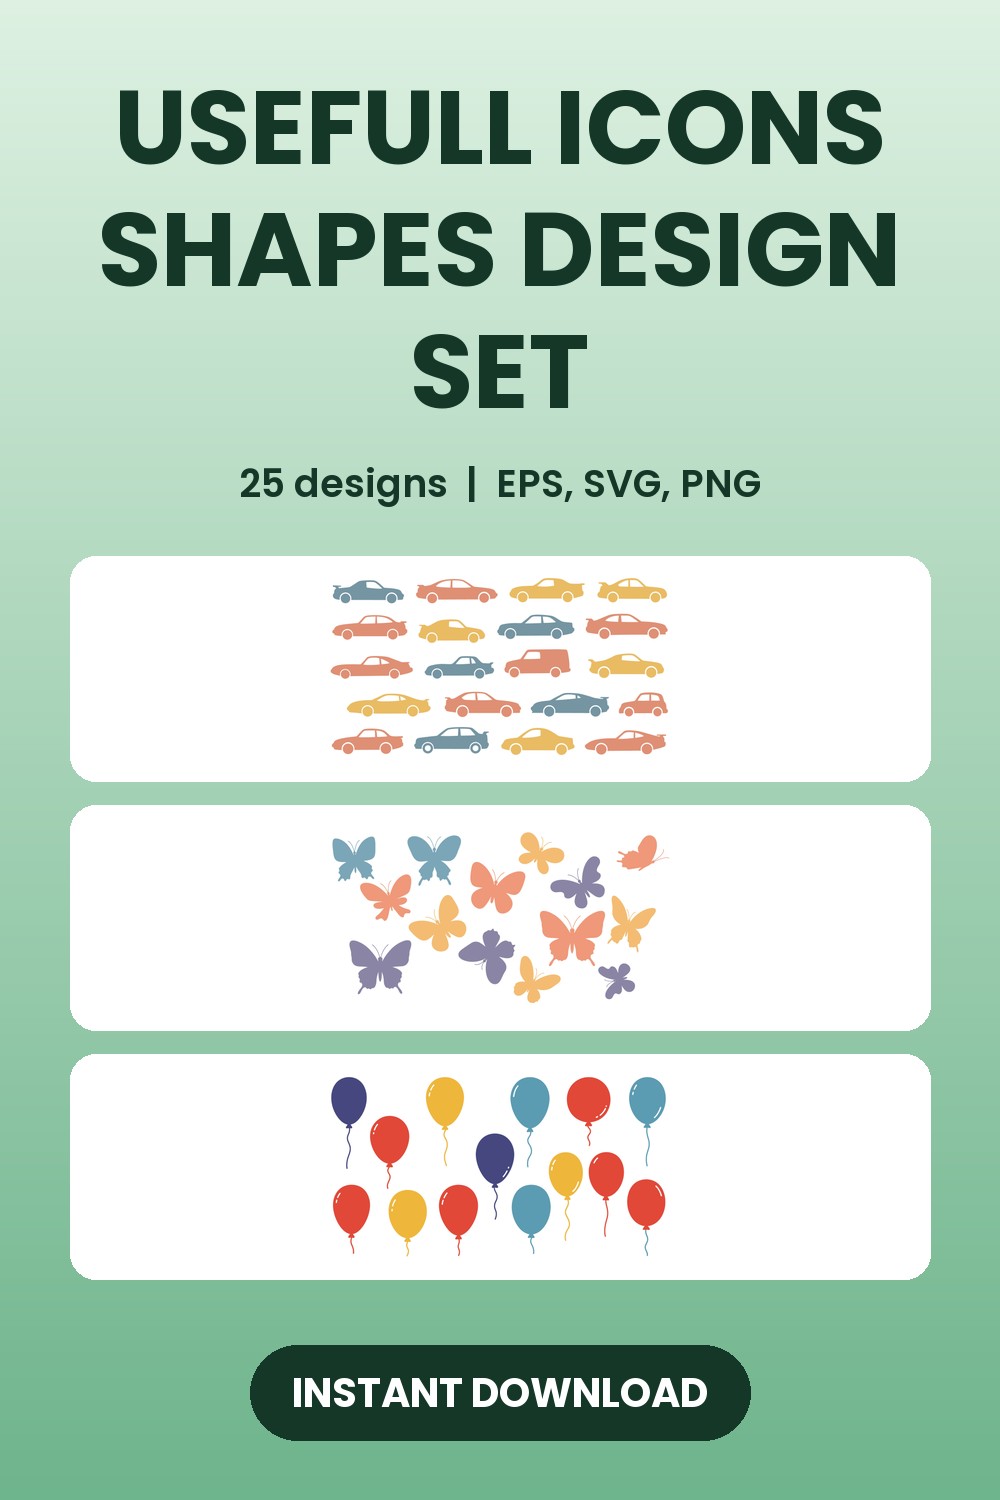 USEFULL ICONS
SHAPES DESIGN
SET
25 designs | EPS, SVG, PNG
INSTANT DOWNLOAD